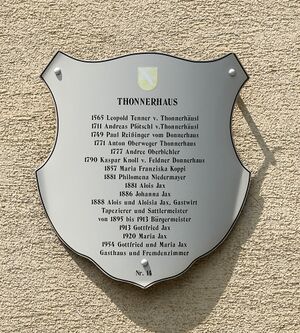 THONNERHAUS
1565 Leopold Tenner v. Thonnerhäusl
1711 Andreas Plötschl v.Thonnerhäusl
1749 Paul Reißinger vom Donnerhaus
1771 Anton Oberweger Thonnerhaus
1777 Andre Oberbichler
1790 Kaspar Knoll v. Feldner Donnerhaus
1857 Maria Franziska Koppi
1881 Philomena Niedermayer
1881 Alois Jax
1886 Johanna Jax
1888 Alois und Aloisia Jax, Gastwirt
Tapezierer und Sattlermeister
von 1895 bis 1913 Bürgermeister
1913 Gottfried Jax
1920 Maria Jax
1954 Gottfried und Maria Jax
Gasthaus und Fremdenzimmer
Nr. 14